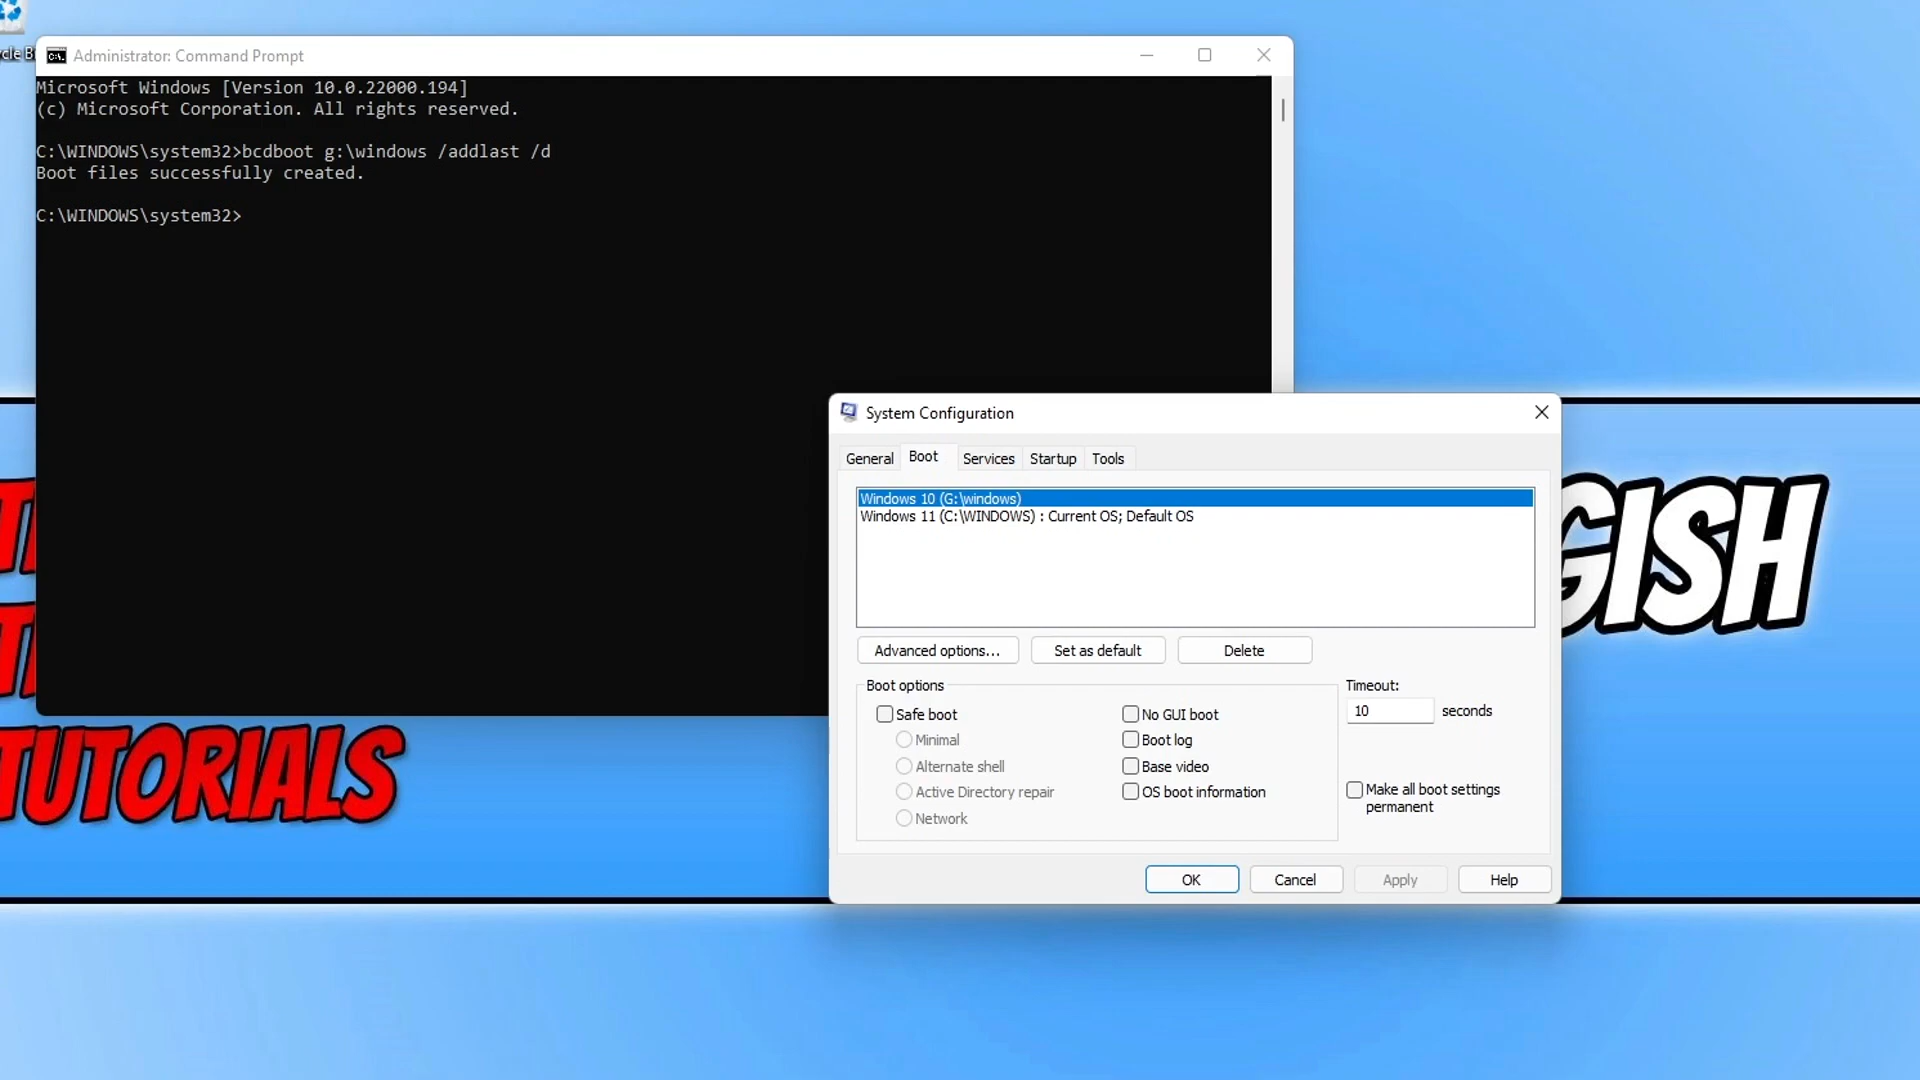 Administrator: Command Prompt
Microsoft Windows [Version 10.0.22000.194]
(c) Microsoft Corporation. All rights reserved.
C:\WINDOWS\system32>bcdboot g:\windows /addlast /d
Boot files successfully created.
C:\WINDOWS\system32>
System Configuration
General Boot Services Startup Tools
Windows 10 (G:\windows)
Windows 11 (C:\WINDOWS) : Current OS; Default OS
Advanced options... Set as default Delete
Boot options
Safe boot
Minimal
Alternate shell
Active Directory repair
Network
No GUI boot
Boot log
Base video
OS boot information
Timeout:
10 seconds
Make all boot settings
permanent
OK Cancel Apply Help
GISH
TUTORIALS